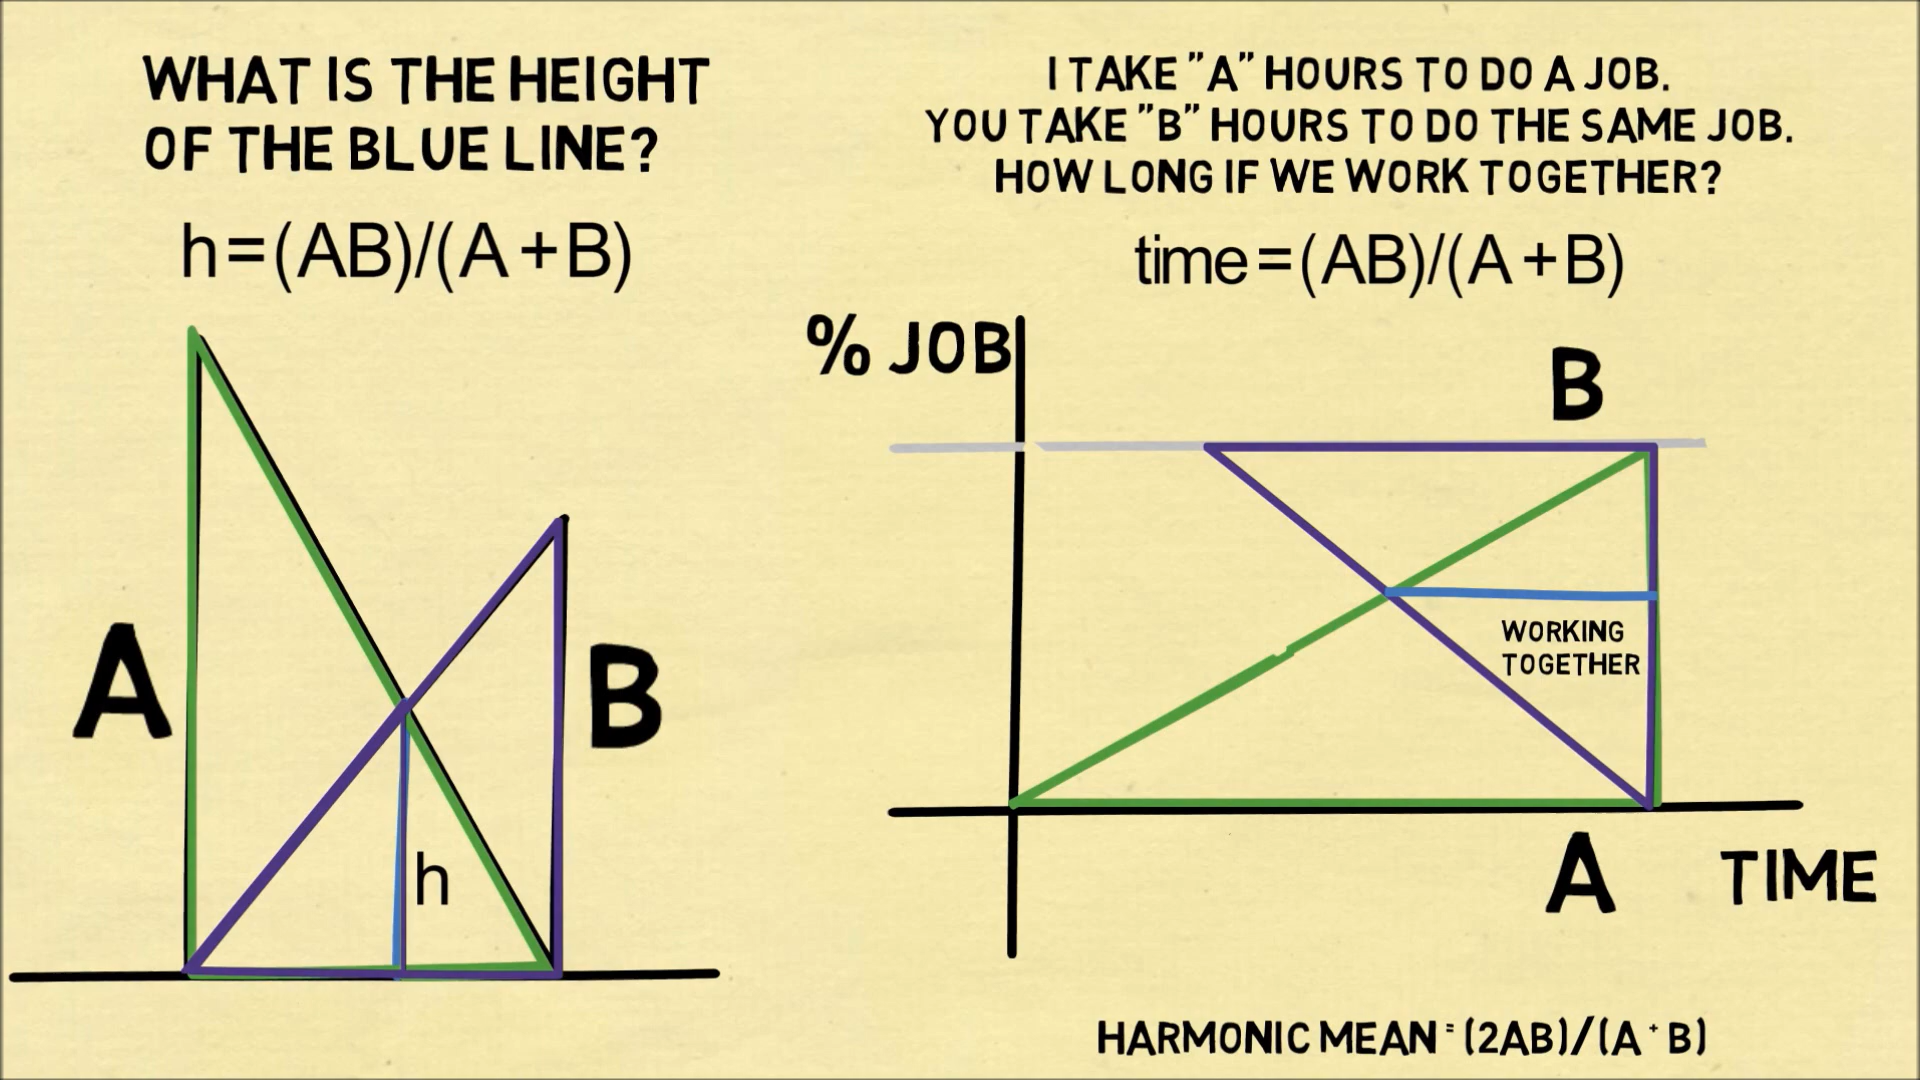 WHAT IS THE HEIGHT
OF THE BLUE LINE?
h=(AB)/(A+B)
A
B
h
I TAKE "A" HOURS TO DO A JOB.
YOU TAKE "B" HOURS TO DO THE SAME JOB.
HOW LONG IF WE WORK TOGETHER?
time=(AB)/(A+B)
% JOB
B
WORKING
TOGETHER
A
TIME
HARMONIC MEAN = (2AB)/(A + B)